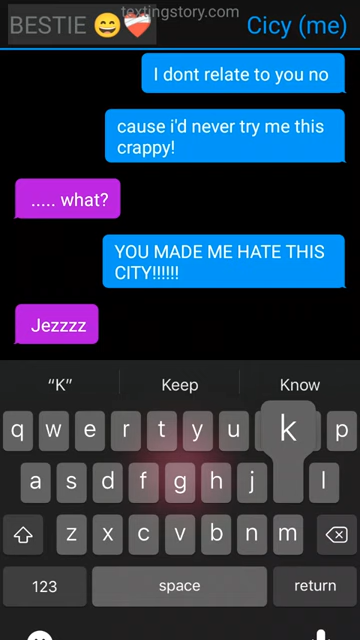 textingstory.com
BESTIE 😄❤️‍🩹 Cicy (me)
I dont relate to you no
cause i'd never try me this
crappy!
..... what?
YOU MADE ME HATE THIS
CITY!!!!!!
Jezzzz
“K” Keep Know
q w e r t y u k p
a s d f g h j l
z x c v b n m
123 space return